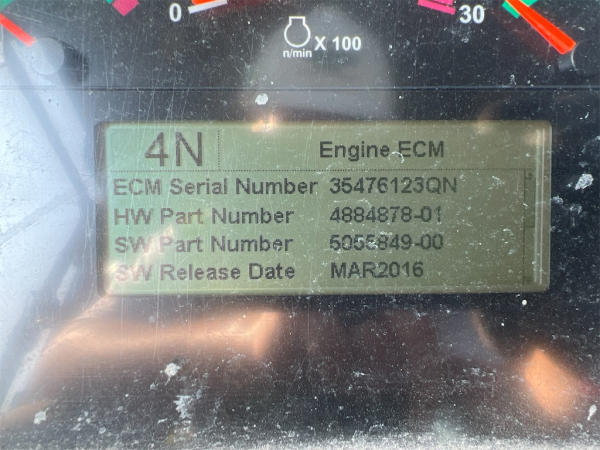 0
30
n/min X 100
4N Engine ECM
ECM Serial Number 35476123QN
HW Part Number 4884878-01
SW Part Number 5055849-00
SW Release Date MAR2016